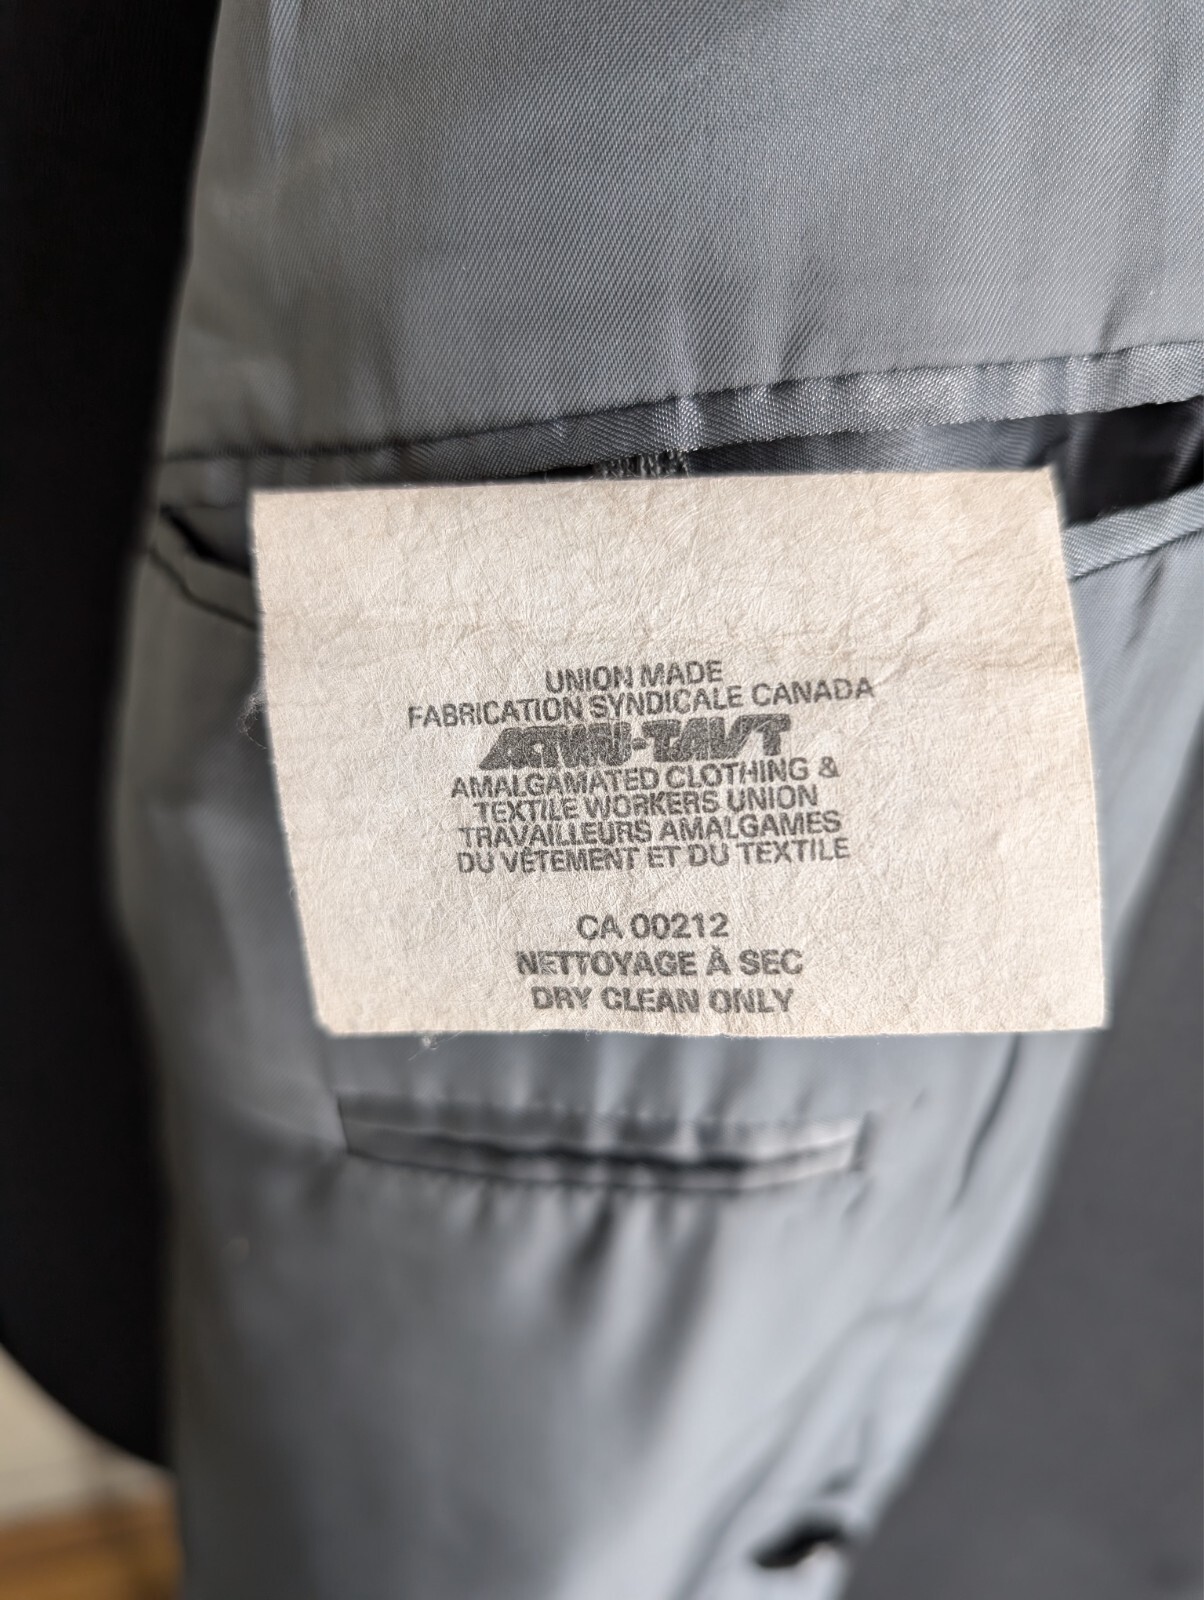 UNION MADE
FABRICATION SYNDICALE CANADA
ACTWU-TAVT
AMALGAMATED CLOTHING &
TEXTILE WORKERS UNION
TRAVAILLEURS AMALGAMES
DU VÊTEMENT ET DU TEXTILE
CA 00212
NETTOYAGE À SEC
DRY CLEAN ONLY